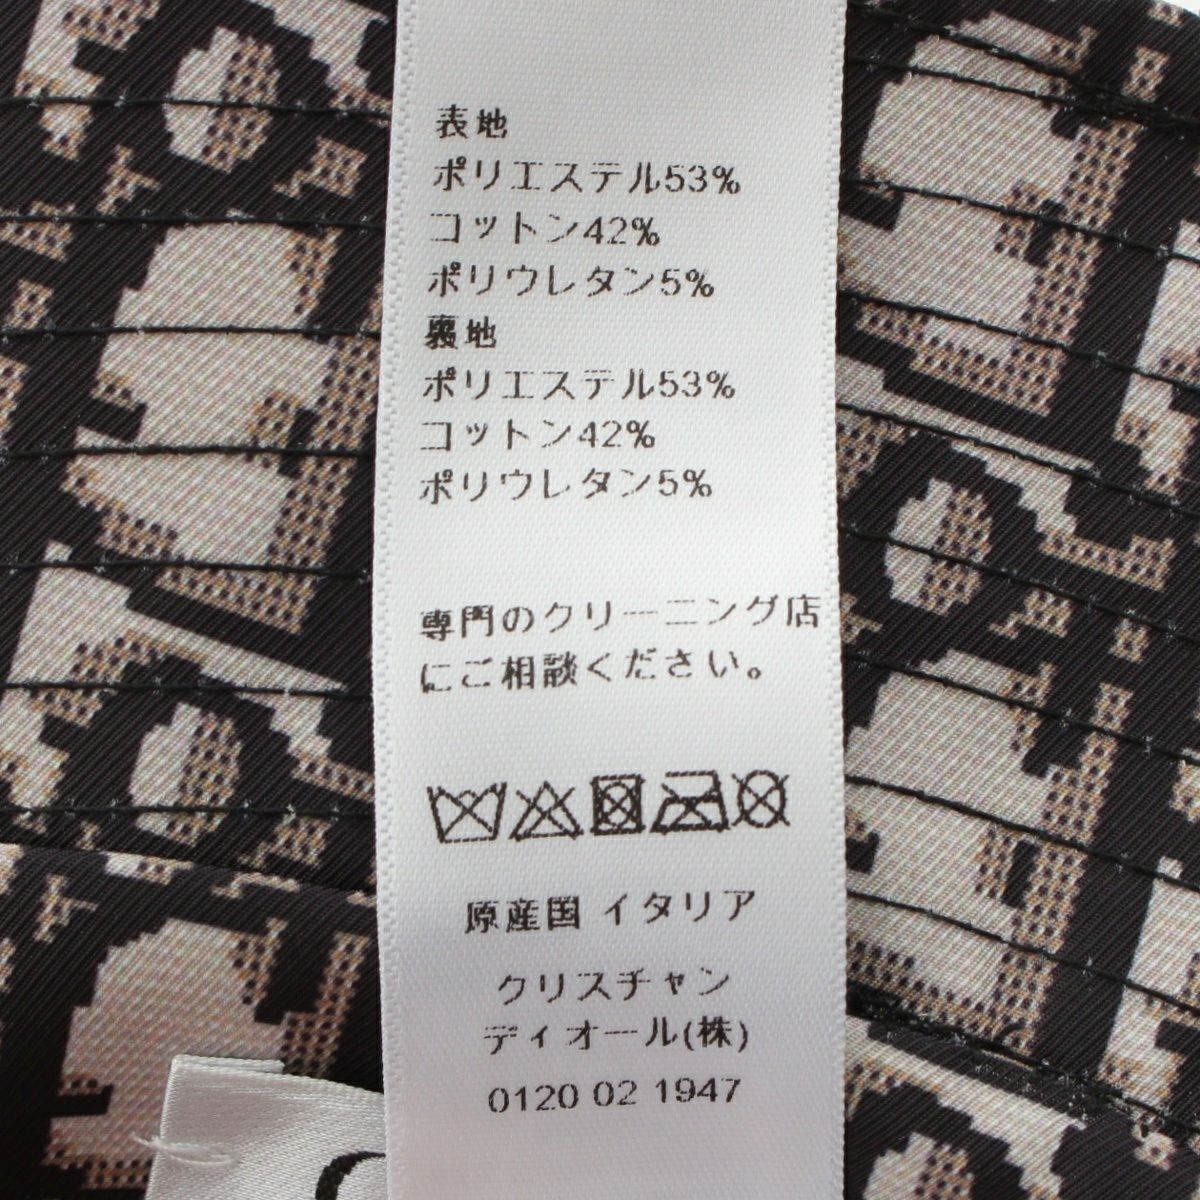 表地
ポリエステル53%
コットン42%
ポリウレタン5%
裏地
ポリエステル53%
コットン42%
ポリウレタン5%
専門のクリーニング店
にご相談ください。
原産国 イタリア
クリスチャン
ディオール(株)
0120 02 1947